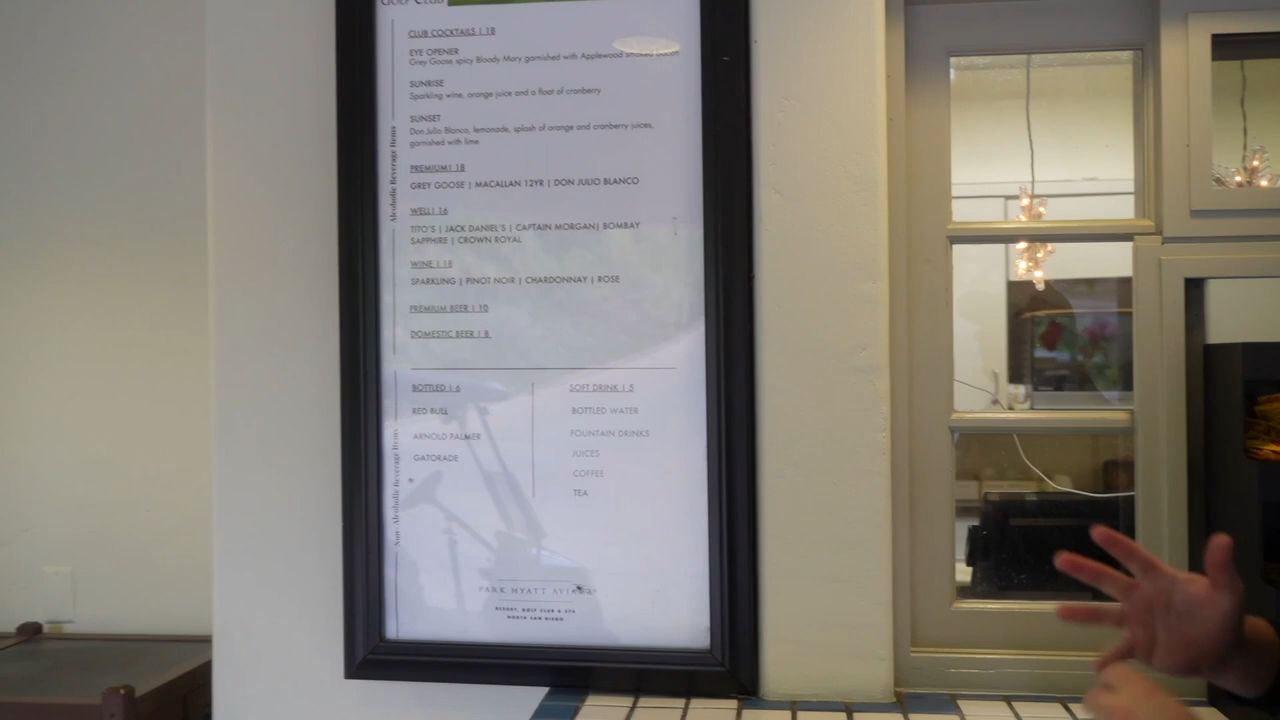 GOLF CLUB
CLUB COCKTAILS | 18
EYE OPENER
Grey Goose spicy Bloody Mary garnished with Applewood smoked bacon
SUNRISE
Sparkling wine, orange juice and a float of cranberry
SUNSET
Don Julio Blanco, lemonade, splash of orange and cranberry juices,
garnished with lime
PREMIUM | 18
GREY GOOSE | MACALLAN 12YR | DON JULIO BLANCO
WELL | 16
TITO'S | JACK DANIEL'S | CAPTAIN MORGAN| BOMBAY
SAPPHIRE | CROWN ROYAL
WINE | 15
SPARKLING | PINOT NOIR | CHARDONNAY | ROSE
PREMIUM BEER | 10
DOMESTIC BEER | 8
Alcoholic Beverage Items
BOTTLED | 6
RED BULL
ARNOLD PALMER
GATORADE
SOFT DRINK | 5
BOTTLED WATER
FOUNTAIN DRINKS
JUICES
COFFEE
TEA
Non-Alcoholic Beverage Items
PARK HYATT AVIARA
RESORT, GOLF CLUB & SPA
NORTH SAN DIEGO